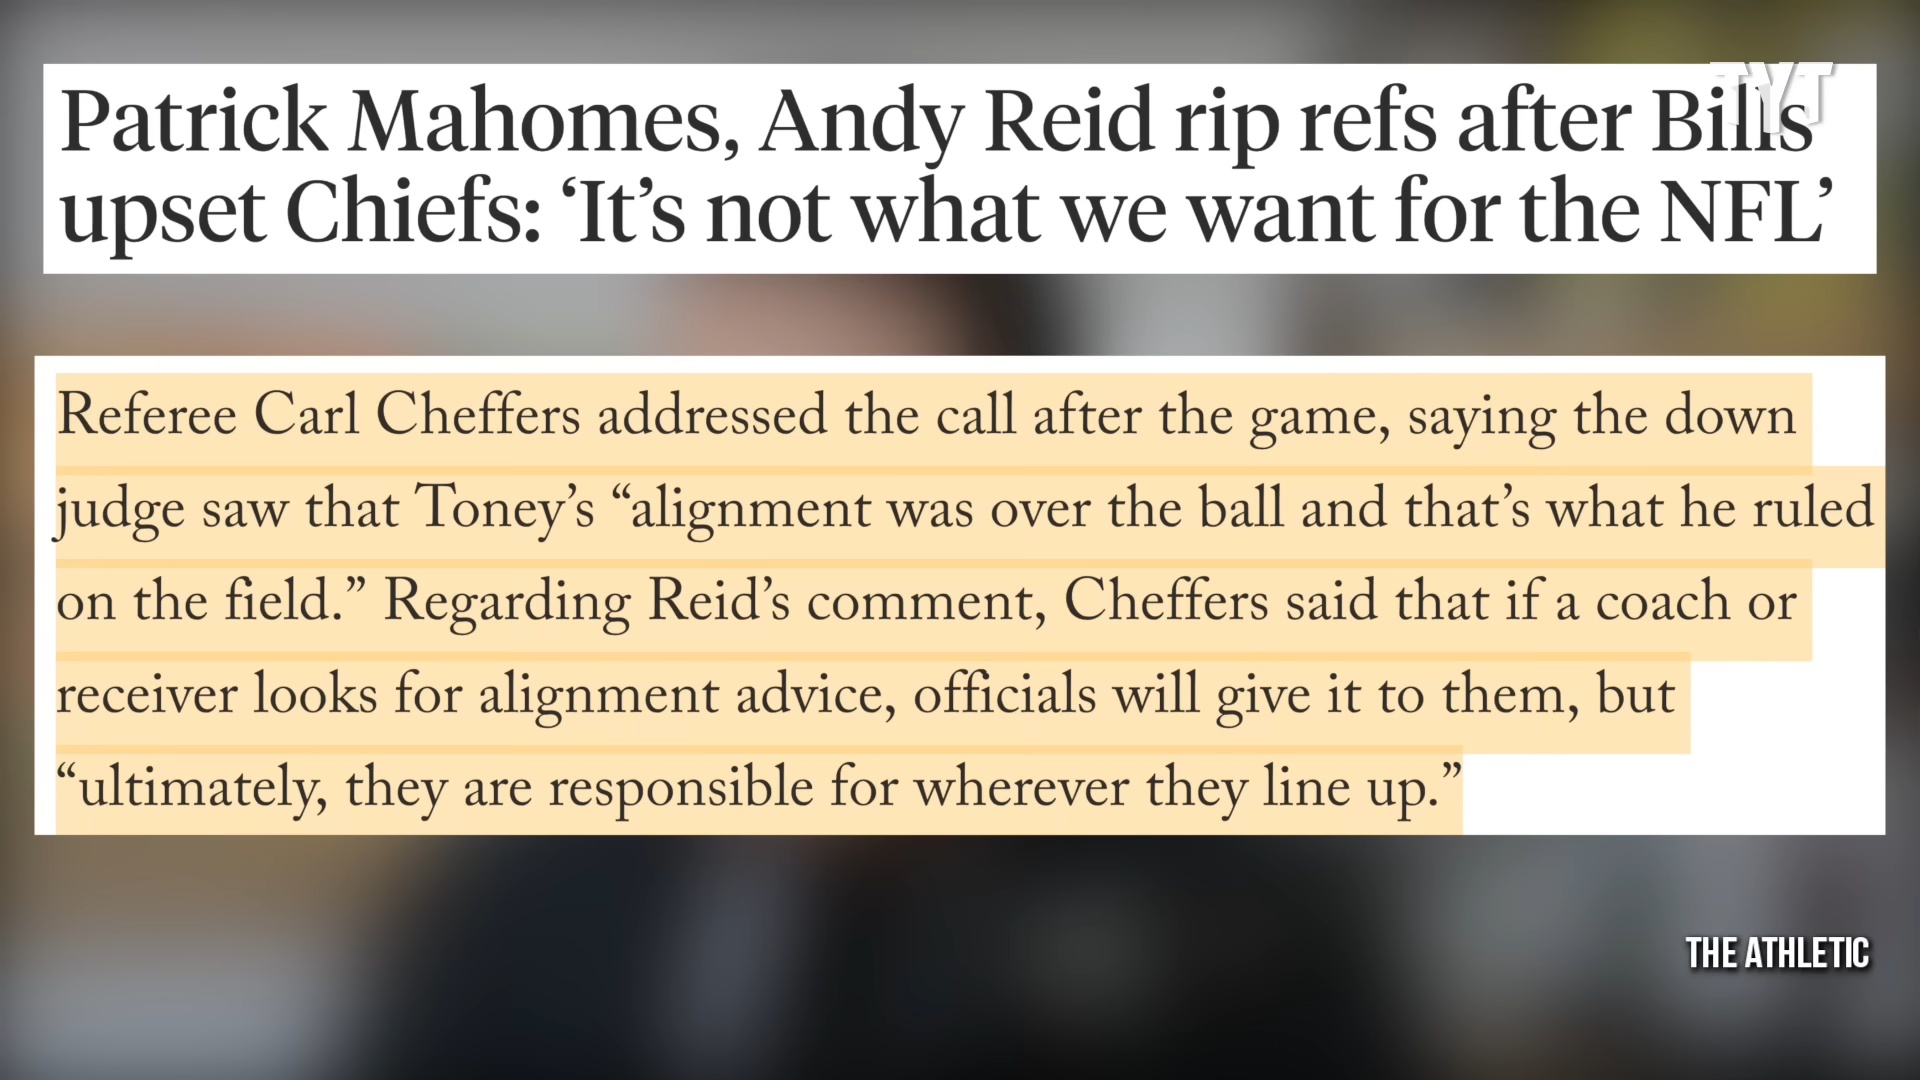 TYT
Patrick Mahomes, Andy Reid rip refs after Bills
upset Chiefs: ‘It’s not what we want for the NFL’
Referee Carl Cheffers addressed the call after the game, saying the down
judge saw that Toney’s “alignment was over the ball and that’s what he ruled
on the field.” Regarding Reid’s comment, Cheffers said that if a coach or
receiver looks for alignment advice, officials will give it to them, but
“ultimately, they are responsible for wherever they line up.”
THE ATHLETIC